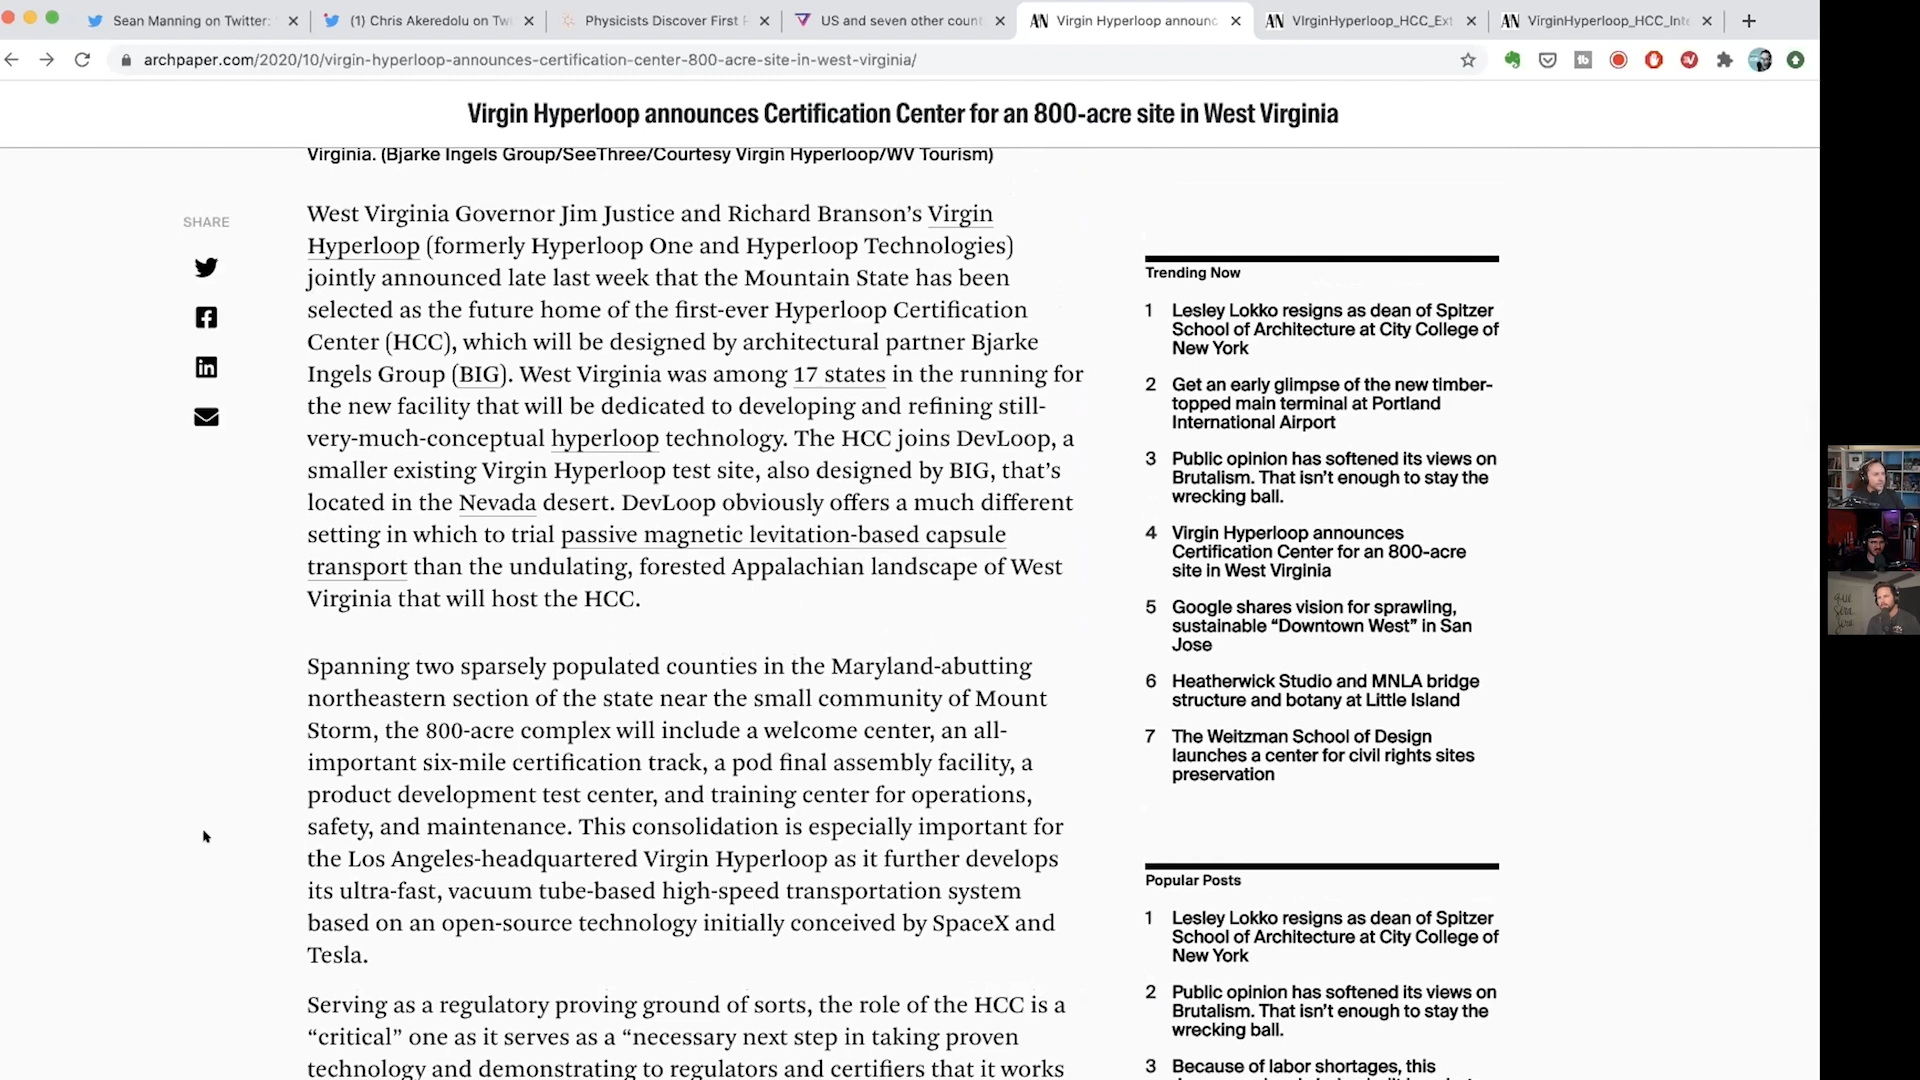 Sean Manning on Twitter:
(1) Chris Akeredolu on Twi
Physicists Discover First F
US and seven other count
Virgin Hyperloop announc
VIrginHyperloop_HCC_Ext
VirginHyperloop_HCC_Inte
archpaper.com/2020/10/virgin-hyperloop-announces-certification-center-800-acre-site-in-west-virginia/
Virgin Hyperloop announces Certification Center for an 800-acre site in West Virginia
Virginia. (Bjarke Ingels Group/SeeThree/Courtesy Virgin Hyperloop/WV Tourism)
SHARE
West Virginia Governor Jim Justice and Richard Branson’s Virgin
Hyperloop (formerly Hyperloop One and Hyperloop Technologies)
jointly announced late last week that the Mountain State has been
selected as the future home of the first-ever Hyperloop Certification
Center (HCC), which will be designed by architectural partner Bjarke
Ingels Group (BIG). West Virginia was among 17 states in the running for
the new facility that will be dedicated to developing and refining still-
very-much-conceptual hyperloop technology. The HCC joins DevLoop, a
smaller existing Virgin Hyperloop test site, also designed by BIG, that’s
located in the Nevada desert. DevLoop obviously offers a much different
setting in which to trial passive magnetic levitation-based capsule
transport than the undulating, forested Appalachian landscape of West
Virginia that will host the HCC.
Spanning two sparsely populated counties in the Maryland-abutting
northeastern section of the state near the small community of Mount
Storm, the 800-acre complex will include a welcome center, an all-
important six-mile certification track, a pod final assembly facility, a
product development test center, and training center for operations,
safety, and maintenance. This consolidation is especially important for
the Los Angeles-headquartered Virgin Hyperloop as it further develops
its ultra-fast, vacuum tube-based high-speed transportation system
based on an open-source technology initially conceived by SpaceX and
Tesla.
Serving as a regulatory proving ground of sorts, the role of the HCC is a
“critical” one as it serves as a “necessary next step in taking proven
technology and demonstrating to regulators and certifiers that it works
Trending Now
1 Lesley Lokko resigns as dean of Spitzer
School of Architecture at City College of
New York
2 Get an early glimpse of the new timber-
topped main terminal at Portland
International Airport
3 Public opinion has softened its views on
Brutalism. That isn’t enough to stay the
wrecking ball.
4 Virgin Hyperloop announces
Certification Center for an 800-acre
site in West Virginia
5 Google shares vision for sprawling,
sustainable “Downtown West” in San
Jose
6 Heatherwick Studio and MNLA bridge
structure and botany at Little Island
7 The Weitzman School of Design
launches a center for civil rights sites
preservation
Popular Posts
1 Lesley Lokko resigns as dean of Spitzer
School of Architecture at City College of
New York
2 Public opinion has softened its views on
Brutalism. That isn’t enough to stay the
wrecking ball.
3 Because of labor shortages, this